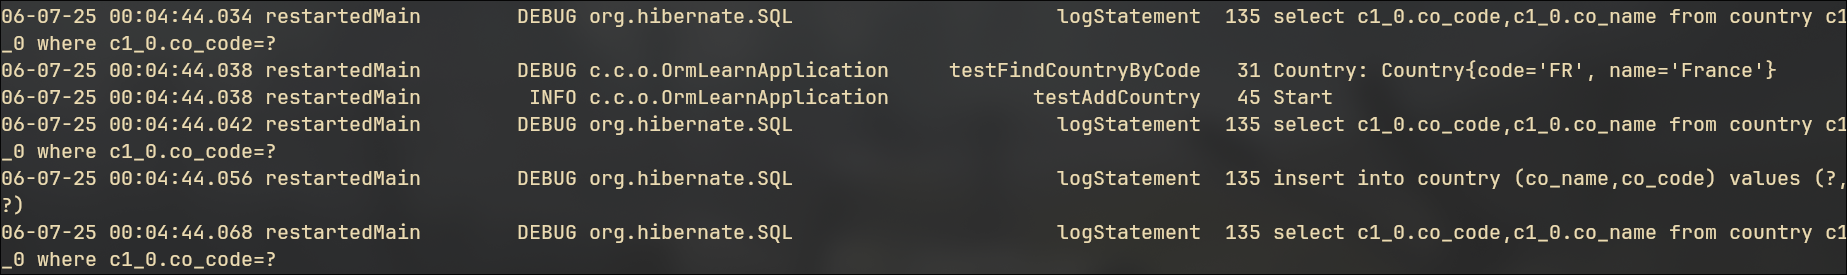 06-07-25 00:04:44.034 restartedMain        DEBUG org.hibernate.SQL                      logStatement  135 select c1_0.co_code,c1_0.co_name from country c1
_0 where c1_0.co_code=?
06-07-25 00:04:44.038 restartedMain        DEBUG c.c.o.OrmLearnApplication     testFindCountryByCode   31 Country: Country{code='FR', name='France'}
06-07-25 00:04:44.038 restartedMain         INFO c.c.o.OrmLearnApplication            testAddCountry   45 Start
06-07-25 00:04:44.042 restartedMain        DEBUG org.hibernate.SQL                      logStatement  135 select c1_0.co_code,c1_0.co_name from country c1
_0 where c1_0.co_code=?
06-07-25 00:04:44.056 restartedMain        DEBUG org.hibernate.SQL                      logStatement  135 insert into country (co_name,co_code) values (?,
?)
06-07-25 00:04:44.068 restartedMain        DEBUG org.hibernate.SQL                      logStatement  135 select c1_0.co_code,c1_0.co_name from country c1
_0 where c1_0.co_code=?